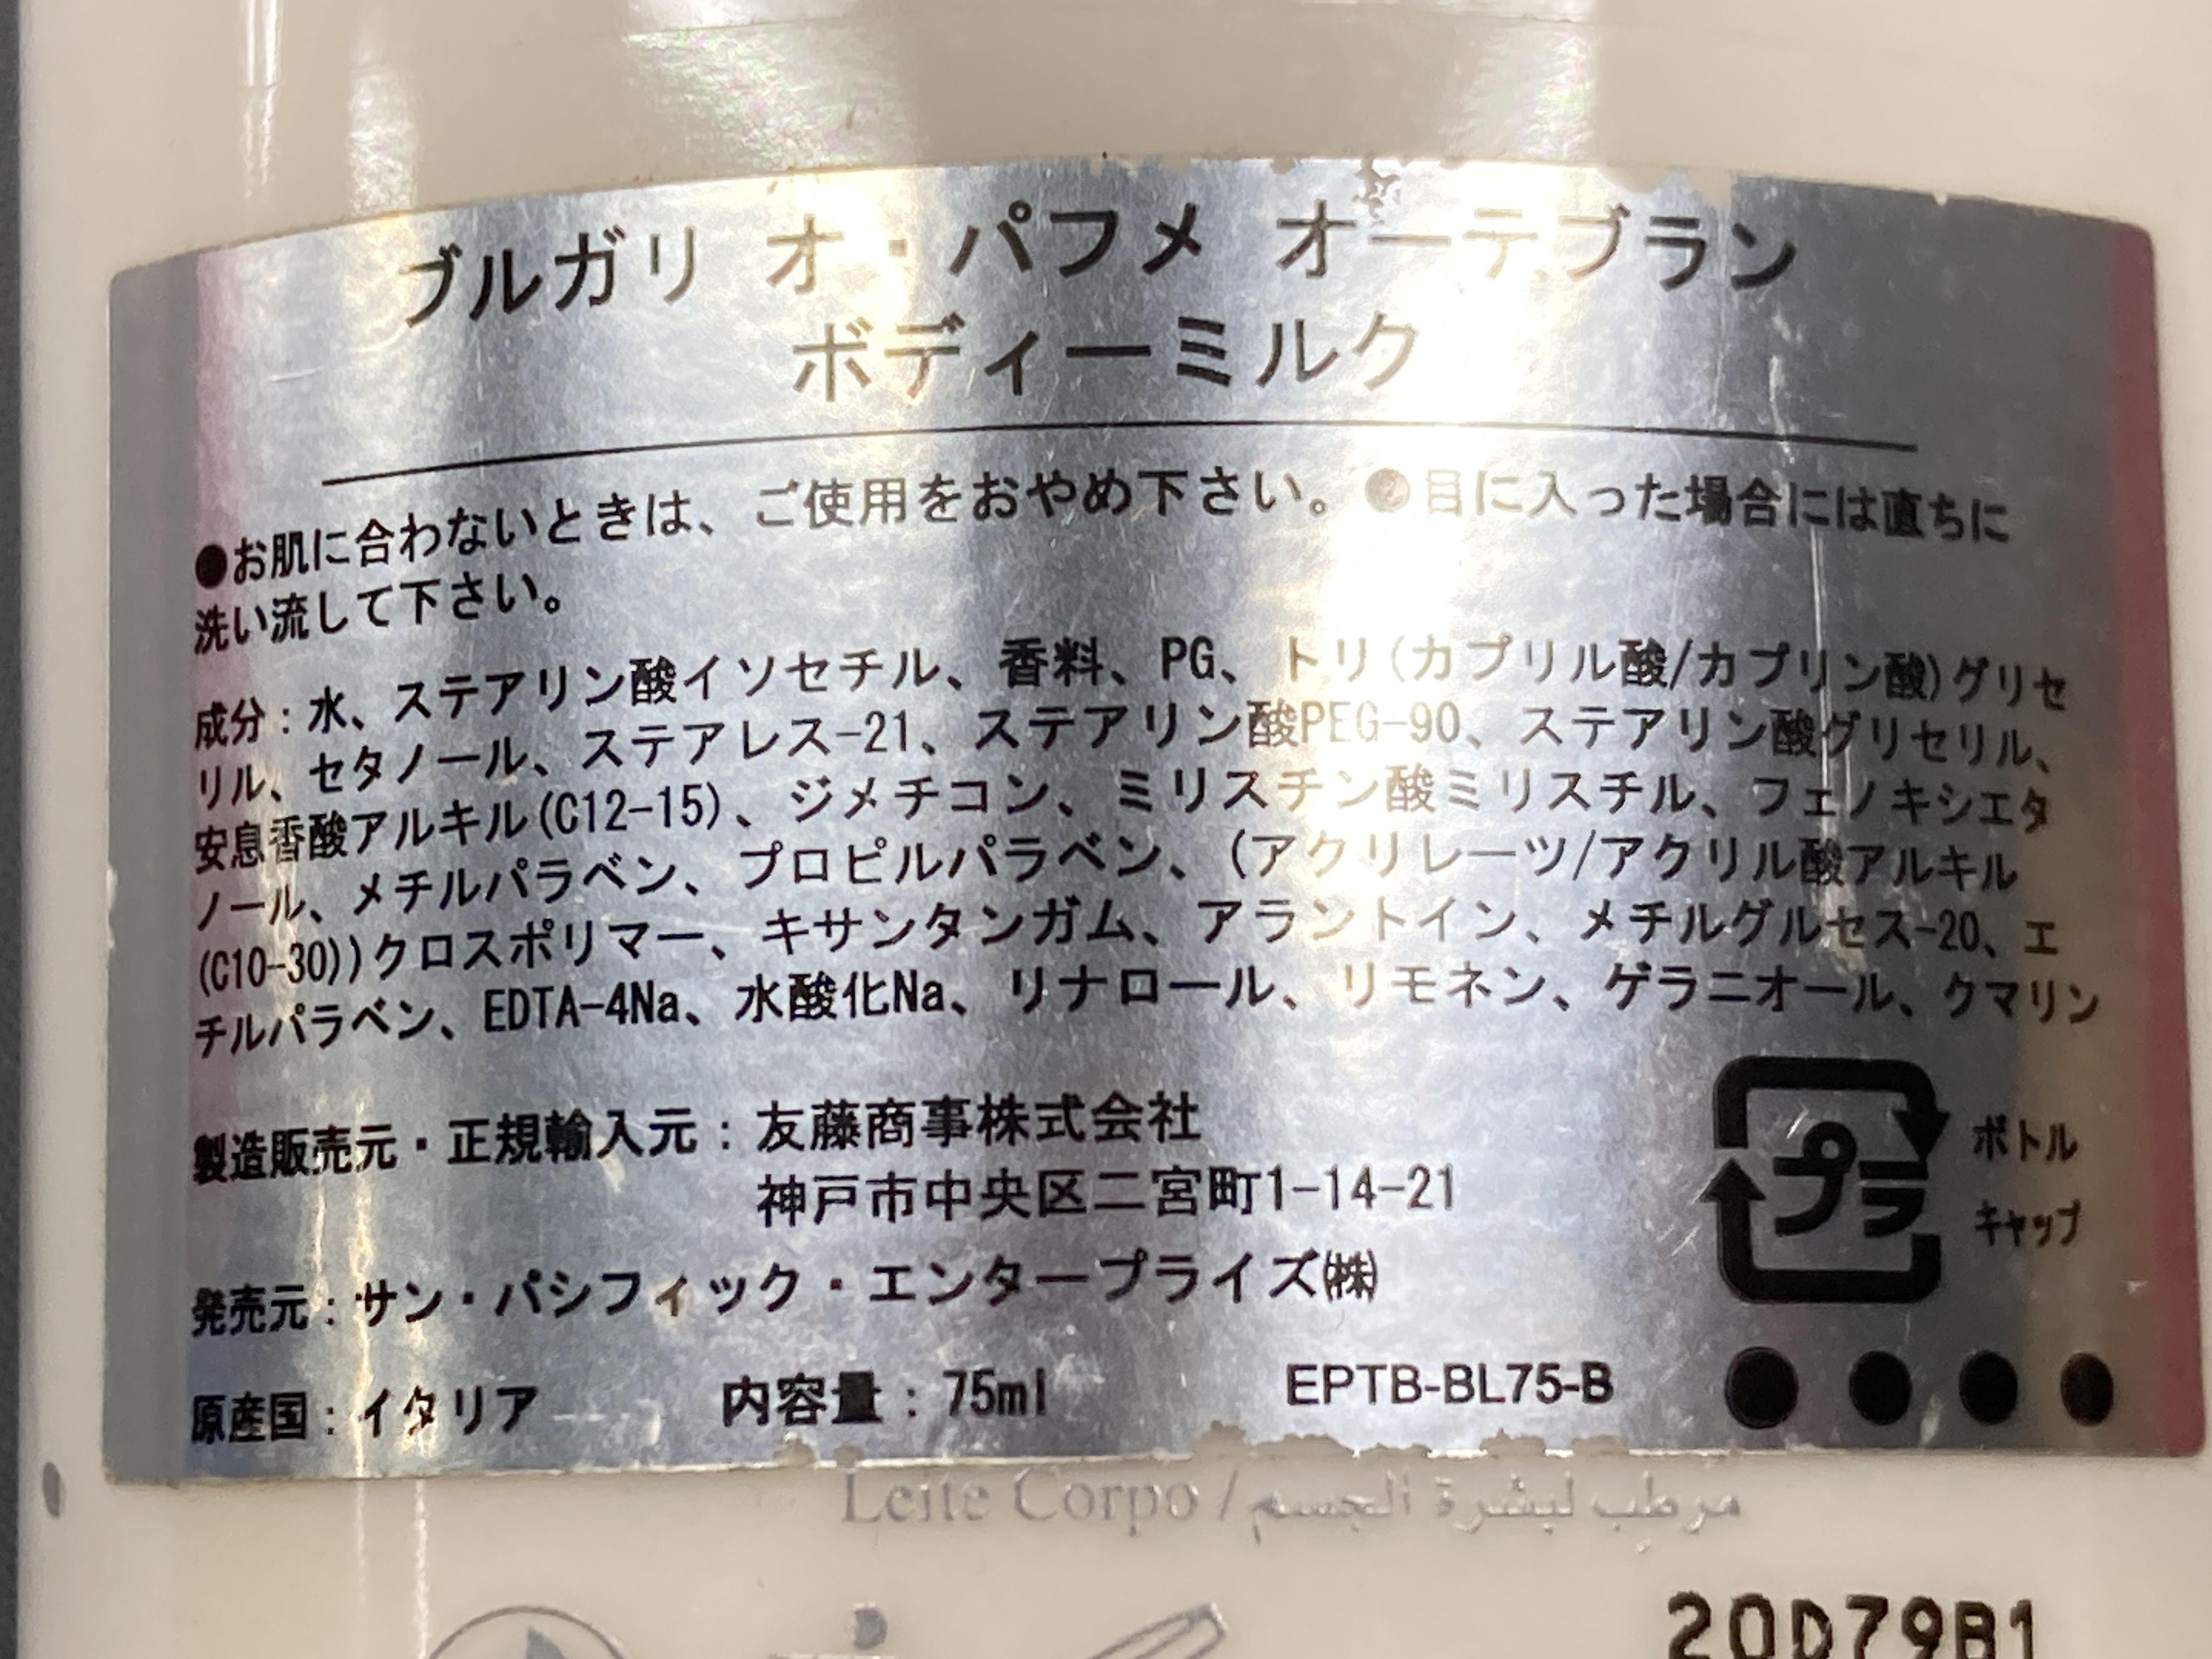 ブルガリ オ・パフメ オーテブラン
ボディーミルク
●お肌に合わないときは、ご使用をおやめ下さい。●目に入った場合には直ちに
洗い流して下さい。
成分：水、ステアリン酸イソセチル、香料、PG、トリ(カプリル酸/カプリン酸)グリセ
リル、セタノール、ステアレス-21、ステアリン酸PEG-90、ステアリン酸グリセリル、
安息香酸アルキル(C12-15)、ジメチコン、ミリスチン酸ミリスチル、フェノキシエタ
ノール、メチルパラベン、プロピルパラベン、(アクリレーツ/アクリル酸アルキル
(C10-30))クロスポリマー、キサンタンガム、アラントイン、メチルグルセス-20、エ
チルパラベン、EDTA-4Na、水酸化Na、リナロール、リモネン、ゲラニオール、クマリン
製造販売元・正規輸入元：友藤商事株式会社
神戸市中央区二宮町1-14-21
発売元：サン・パシフィック・エンタープライズ㈱
原産国：イタリア 内容量：75ml EPTB-BL75-B
プラ
ボトル
キャップ
Leite Corpo / مرطب لبشرة الجسم
20D79B1